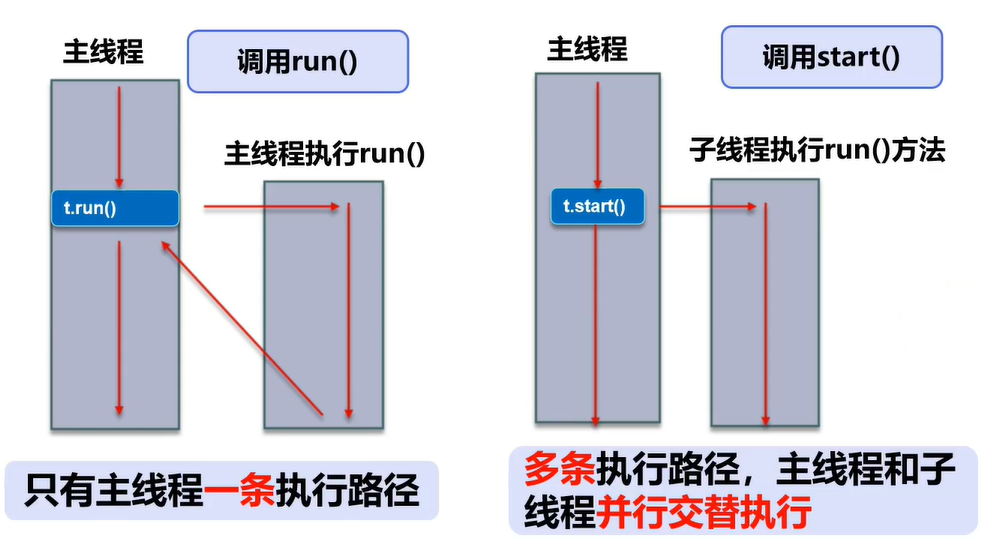 主线程
调用run()
主线程执行run()
t.run()
只有主线程一条执行路径
主线程
调用start()
子线程执行run()方法
t.start()
多条执行路径，主线程和子
线程并行交替执行